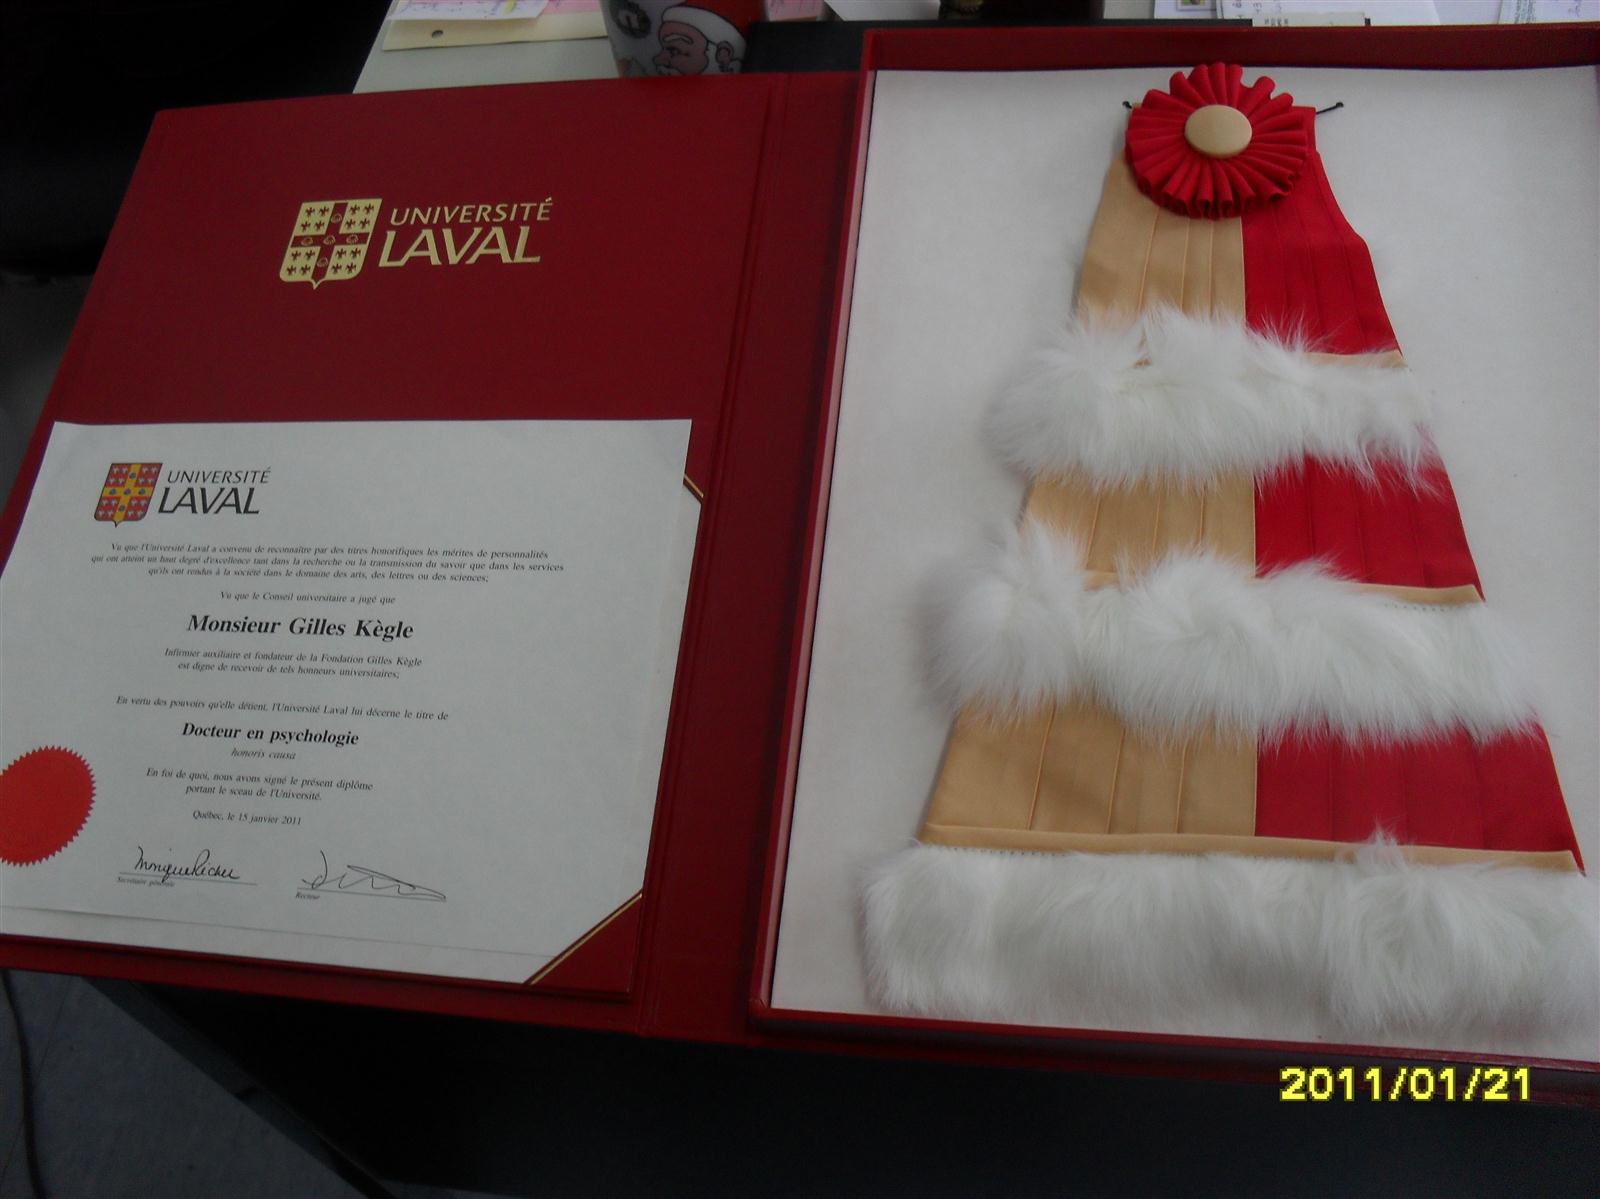 UNIVERSITÉ
LAVAL
UNIVERSITÉ
LAVAL
Vu que l'Université Laval a convenu de reconnaître par des titres honorifiques les mérites de personnalités
qui ont atteint un haut degré d'excellence tant dans la recherche ou la transmission du savoir que dans les services
qu'ils ont rendus à la société dans le domaine des arts, des lettres ou des sciences;
Vu que le Conseil universitaire a jugé que
Monsieur Gilles Kègle
Infirmier auxiliaire et fondateur de la Fondation Gilles Kègle
est digne de recevoir de tels honneurs universitaires;
En vertu des pouvoirs qu'elle détient, l'Université Laval lui décerne le titre de
Docteur en psychologie
honoris causa
En foi de quoi, nous avons signé le présent diplôme
portant le sceau de l'Université.
Québec, le 15 janvier 2011
Monique Richer
Secrétaire générale
Recteur
2011/01/21